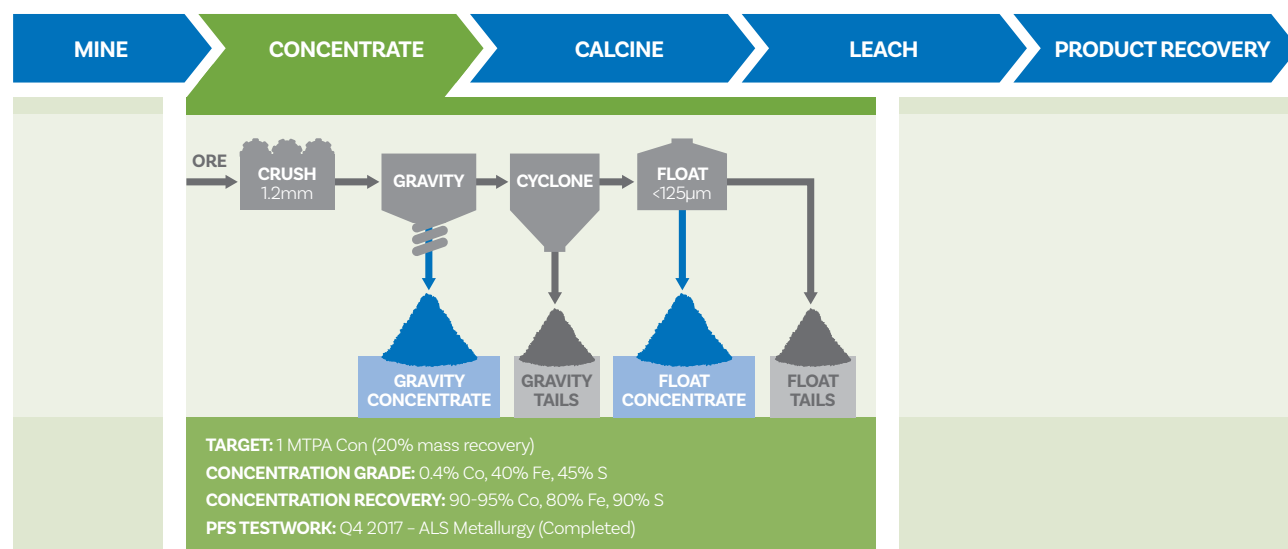 MINE
CONCENTRATE
CALCINE
LEACH
PRODUCT RECOVERY
ORE
CRUSH
1.2mm
GRAVITY
CYCLONE
FLOAT
<125µm
GRAVITY
CONCENTRATE
GRAVITY
TAILS
FLOAT
CONCENTRATE
FLOAT
TAILS
TARGET: 1 MTPA Con (20% mass recovery)
CONCENTRATION GRADE: 0.4% Co, 40% Fe, 45% S
CONCENTRATION RECOVERY: 90-95% Co, 80% Fe, 90% S
PFS TESTWORK: Q4 2017 – ALS Metallurgy (Completed)